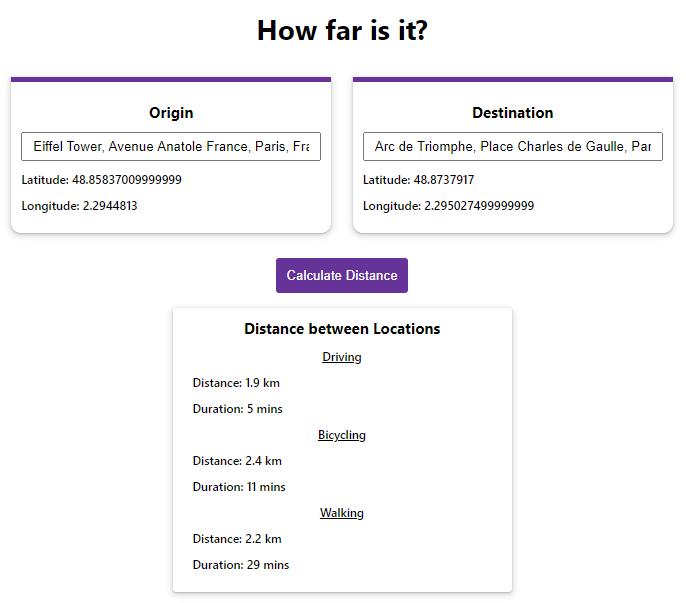 How far is it?
Origin
Eiffel Tower, Avenue Anatole France, Paris, Fra
Latitude: 48.85837009999999
Longitude: 2.2944813
Destination
Arc de Triomphe, Place Charles de Gaulle, Par
Latitude: 48.8737917
Longitude: 2.295027499999999
Calculate Distance
Distance between Locations
Driving
Distance: 1.9 km
Duration: 5 mins
Bicycling
Distance: 2.4 km
Duration: 11 mins
Walking
Distance: 2.2 km
Duration: 29 mins